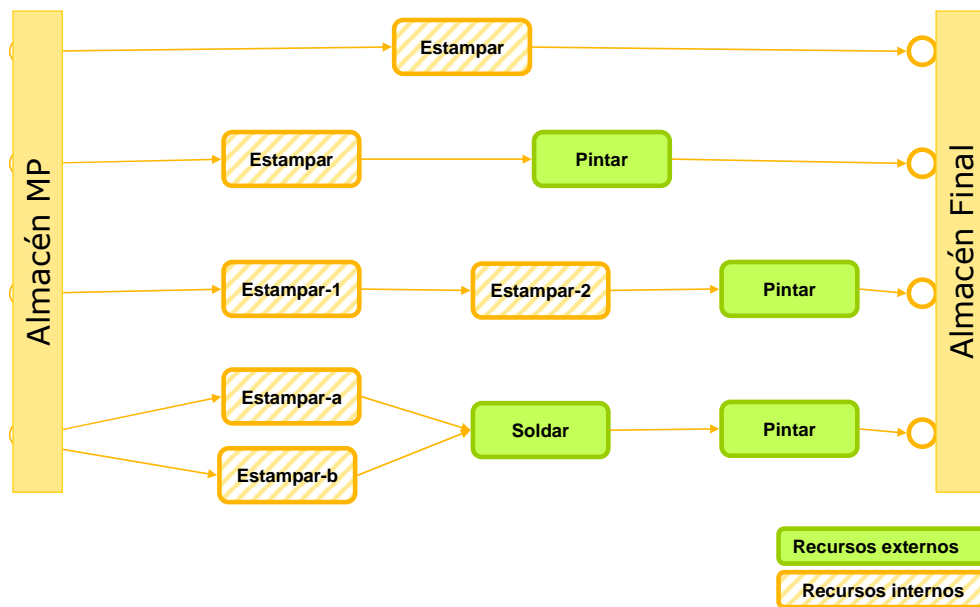 Almacén MP
Estampar
Estampar
Pintar
Estampar-1
Estampar-2
Pintar
Estampar-a
Estampar-b
Soldar
Pintar
Almacén Final
Recursos externos
Recursos internos